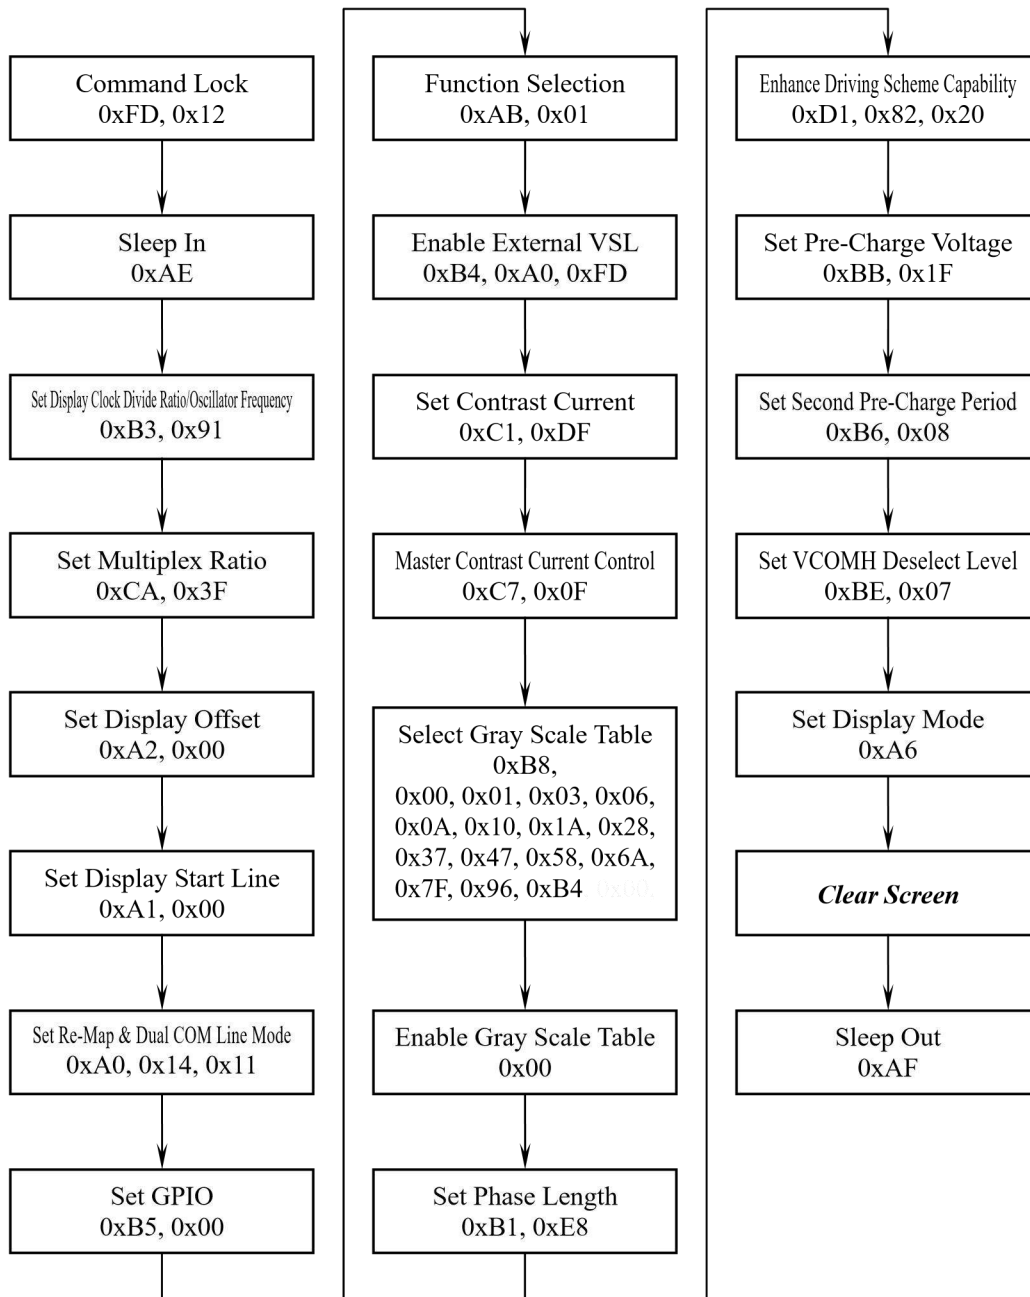 Command Lock
0xFD, 0x12
Sleep In
0xAE
Set Display Clock Divide Ratio/Oscillator Frequency
0xB3, 0x91
Set Multiplex Ratio
0xCA, 0x3F
Set Display Offset
0xA2, 0x00
Set Display Start Line
0xA1, 0x00
Set Re-Map & Dual COM Line Mode
0xA0, 0x14, 0x11
Set GPIO
0xB5, 0x00
Function Selection
0xAB, 0x01
Enable External VSL
0xB4, 0xA0, 0xFD
Set Contrast Current
0xC1, 0xDF
Master Contrast Current Control
0xC7, 0x0F
Select Gray Scale Table
0xB8,
0x00, 0x01, 0x03, 0x06,
0x0A, 0x10, 0x1A, 0x28,
0x37, 0x47, 0x58, 0x6A,
0x7F, 0x96, 0xB4 0x00,
Enable Gray Scale Table
0x00
Set Phase Length
0xB1, 0xE8
Enhance Driving Scheme Capability
0xD1, 0x82, 0x20
Set Pre-Charge Voltage
0xBB, 0x1F
Set Second Pre-Charge Period
0xB6, 0x08
Set VCOMH Deselect Level
0xBE, 0x07
Set Display Mode
0xA6
Clear Screen
Sleep Out
0xAF